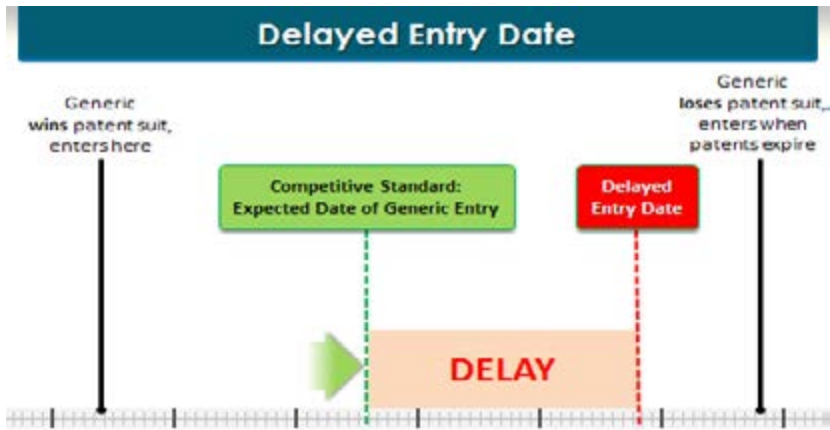 Delayed Entry Date
Generic
wins patent suit,
enters here
Generic
loses patent suit,
enters when
patents expire
Competitive Standard:
Expected Date of Generic Entry
Delayed
Entry Date
DELAY